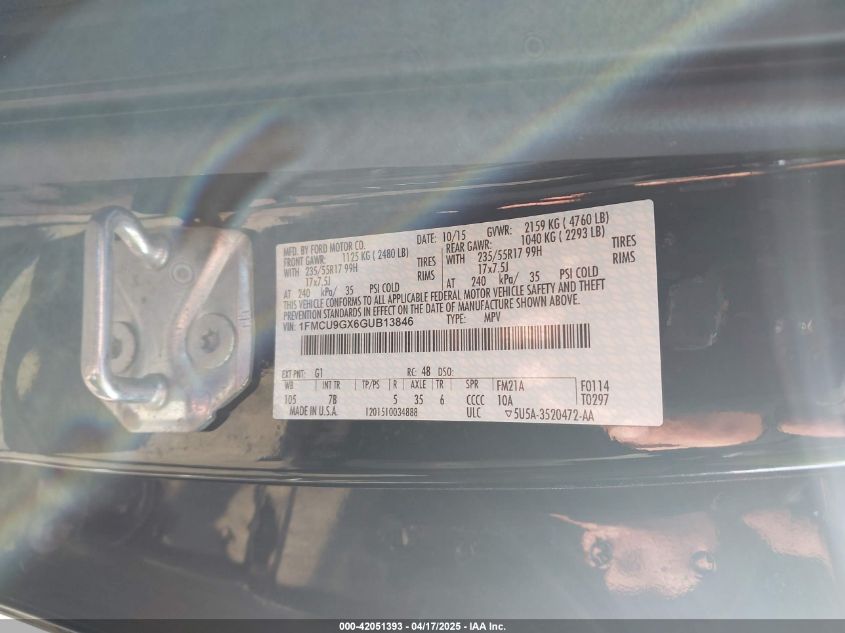 MFD. BY FORD MOTOR CO.
DATE: 10/15 GVWR: 2159 KG ( 4760 LB)
FRONT GAWR: 1125 KG ( 2480 LB)
REAR GAWR: 1040 KG ( 2293 LB)
WITH 235/55R17 99H TIRES
WITH 235/55R17 99H TIRES
17x7.5J RIMS
17x7.5J RIMS
AT 240 kPa/ 35 PSI COLD
AT 240 kPa/ 35 PSI COLD
THIS VEHICLE CONFORMS TO ALL APPLICABLE FEDERAL MOTOR VEHICLE SAFETY AND THEFT
PREVENTION STANDARDS IN EFFECT ON THE DATE OF MANUFACTURE SHOWN ABOVE.
VIN: 1FMCU9GX6GUB13846 TYPE: MPV
EXT PNT: G1 RC: 48 DSO:
WB INT TR TP/PS R AXLE TR SPR FM21A F0114
105 7B 5 35 6 CCCC 10A T0297
MADE IN U.S.A. 1201510034888 ULC ▽5U5A-3520472-AA
000-42051393 - 04/17/2025 - IAA Inc.